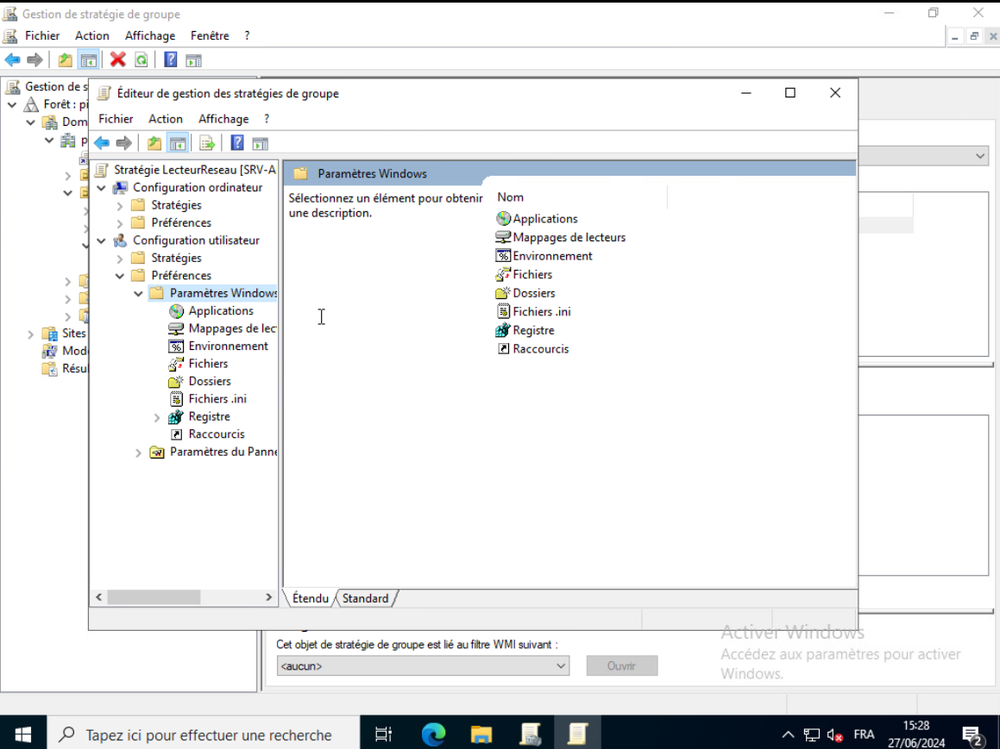 Gestion de stratégie de groupe
Fichier Action Affichage Fenêtre ?
Gestion de s
Forêt : pi
Dom
p
Sites
Mod
Résul
Éditeur de gestion des stratégies de groupe
Fichier Action Affichage ?
Stratégie LecteurReseau [SRV-A
Configuration ordinateur
Stratégies
Préférences
Configuration utilisateur
Stratégies
Préférences
Paramètres Windows
Applications
Mappages de lec
Environnement
Fichiers
Dossiers
Fichiers .ini
Registre
Raccourcis
Paramètres du Panne
Paramètres Windows
Sélectionnez un élément pour obtenir
une description.
Nom
Applications
Mappages de lecteurs
Environnement
Fichiers
Dossiers
Fichiers .ini
Registre
Raccourcis
Étendu Standard
Cet objet de stratégie de groupe est lié au filtre WMI suivant :
<aucun> Ouvrir
Activer Windows
Accédez aux paramètres pour activer
Windows.
Tapez ici pour effectuer une recherche
FRA
15:28
27/06/2024
2